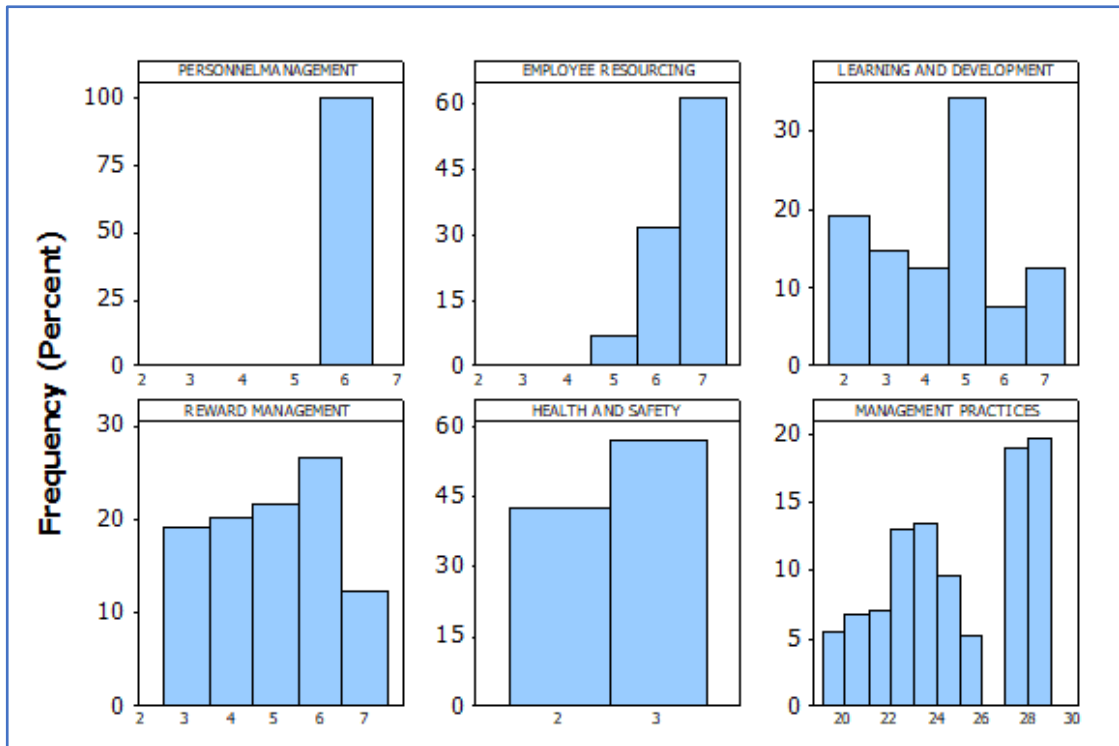 Frequency (Percent)
PERSONNELMANAGEMENT
100
75
50
25
0
2 3 4 5 6 7
EMPLOYEE RESOURCING
60
45
30
15
0
2 3 4 5 6 7
LEARNING AND DEVELOPMENT
30
20
10
0
2 3 4 5 6 7
REWARD MANAGEMENT
30
20
10
0
2 3 4 5 6 7
HEALTH AND SAFETY
60
45
30
15
0
2 3
MANAGEMENT PRACTICES
20
15
10
5
0
20 22 24 26 28 30